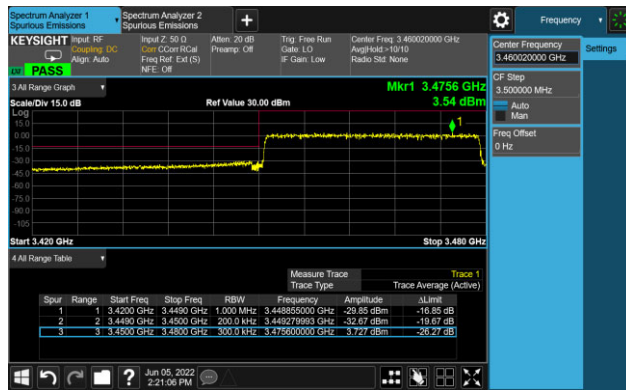 Spectrum Analyzer 1
Spurious Emissions
Spectrum Analyzer 2
Spurious Emissions
Frequency
KEYSIGHT
Input: RF
Coupling: DC
Align: Auto
Input Z: 50 Ω
Corr CCorr RCal
Freq Ref: Ext (S)
NFE: Off
Atten: 20 dB
Preamp: Off
Trig: Free Run
Gate: LO
IF Gain: Low
Center Freq: 3.460020000 GHz
Avg|Hold:>10/10
Radio Std: None
PASS
Center Frequency
3.460020000 GHz
Settings
CF Step
3.500000 MHz
Auto
Man
Freq Offset
0 Hz
3 All Range Graph
Mkr1 3.4756 GHz
Scale/Div 15.0 dB
Ref Value 30.00 dBm
3.54 dBm
Log
15.0
0.00
-15.0
-30.0
-45.0
-60.0
-75.0
-90.0
-105
1
Start 3.420 GHz
Stop 3.480 GHz
4 All Range Table
Measure Trace Trace 1
Trace Type Trace Average (Active)
Spur Range Start Freq Stop Freq RBW Frequency Amplitude ΔLimit
1 1 3.4200 GHz 3.4490 GHz 1.000 MHz 3.448855000 GHz -29.85 dBm -16.85 dB
2 2 3.4490 GHz 3.4500 GHz 200.0 kHz 3.449279993 GHz -32.67 dBm -19.67 dB
3 3 3.4500 GHz 3.4800 GHz 300.0 kHz 3.475600000 GHz 3.727 dBm -26.27 dB
Jun 05, 2022
2:21:06 PM